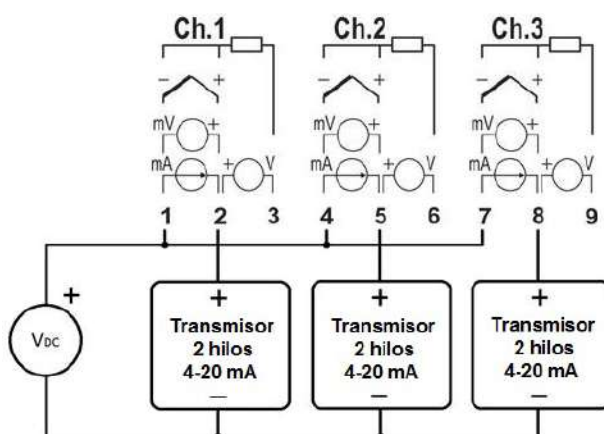 Ch.1 Ch.2 Ch.3
− + − + − +
mV + mV + mV +
mA + V mA + V mA + V
1 2 3 4 5 6 7 8 9
+
VDC
+ + +
Transmisor Transmisor Transmisor
2 hilos 2 hilos 2 hilos
4-20 mA 4-20 mA 4-20 mA
− − −